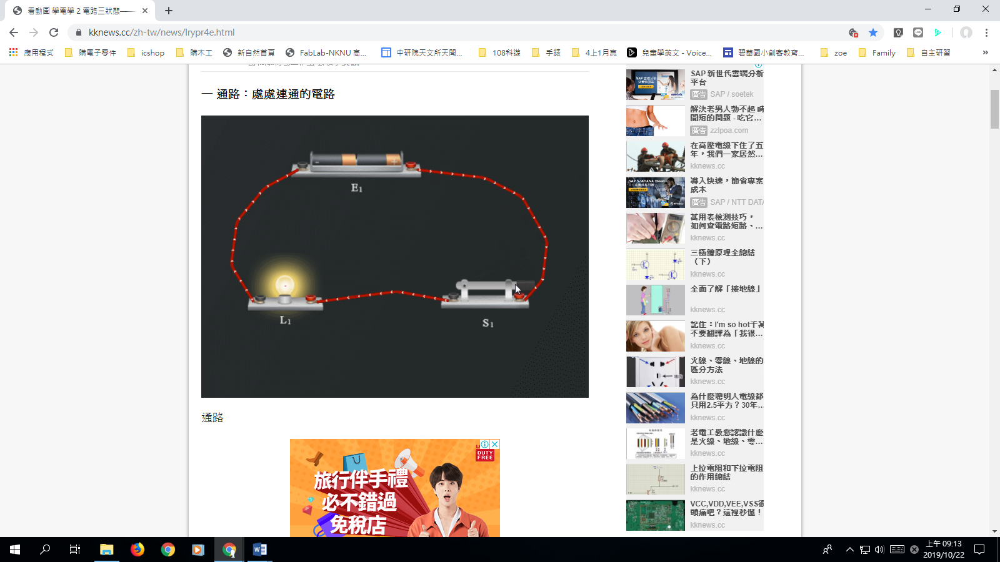 看動圖 學電學 2 電路三狀態——
kknews.cc/zh-tw/news/lrypr4e.html
應用程式
購電子零件
icshop
購木工
新自然首頁
FabLab-NKNU 高...
中研院天文所天聞...
108科遊
手錶
4上1月亮
兒童學英文 - Voice...
碧華國小創客教育...
zoe
Family
自主研習
»
一 通路：處處連通的電路
E1
L1
S1
通路
DUTY
FREE
旅行伴手禮
必不錯過
免稅店
SAP 新世代雲端分析
平台
廣告 SAP / soetek
解決老男人勃不起 時
間短的問題 - 吃它...
廣告 zzlpoa.com
在高壓電線下住了五
年，我們一家居然...
kknews.cc
SAP S/4HANA Cloud
導入快速，節省專案
成本
廣告 SAP / NTT DATA
萬用表檢測技巧，
如何查電路短路、...
kknews.cc
三極體原理全總結
（下）
kknews.cc
全面了解「接地線」
kknews.cc
記住：I'm so hot千萬
不要翻譯為「我很...
kknews.cc
火線、零線、地線的
區分方法
kknews.cc
為什麼聰明人電線都
只用2.5平方？30年...
kknews.cc
老電工教您認識什麼
是火線、地線、零...
kknews.cc
上拉電阻和下拉電阻
的作用總結
kknews.cc
VCC,VDD,VEE,VSS很
頭痛吧？這裡秒懂！
kknews.cc
上午 09:13
2019/10/22